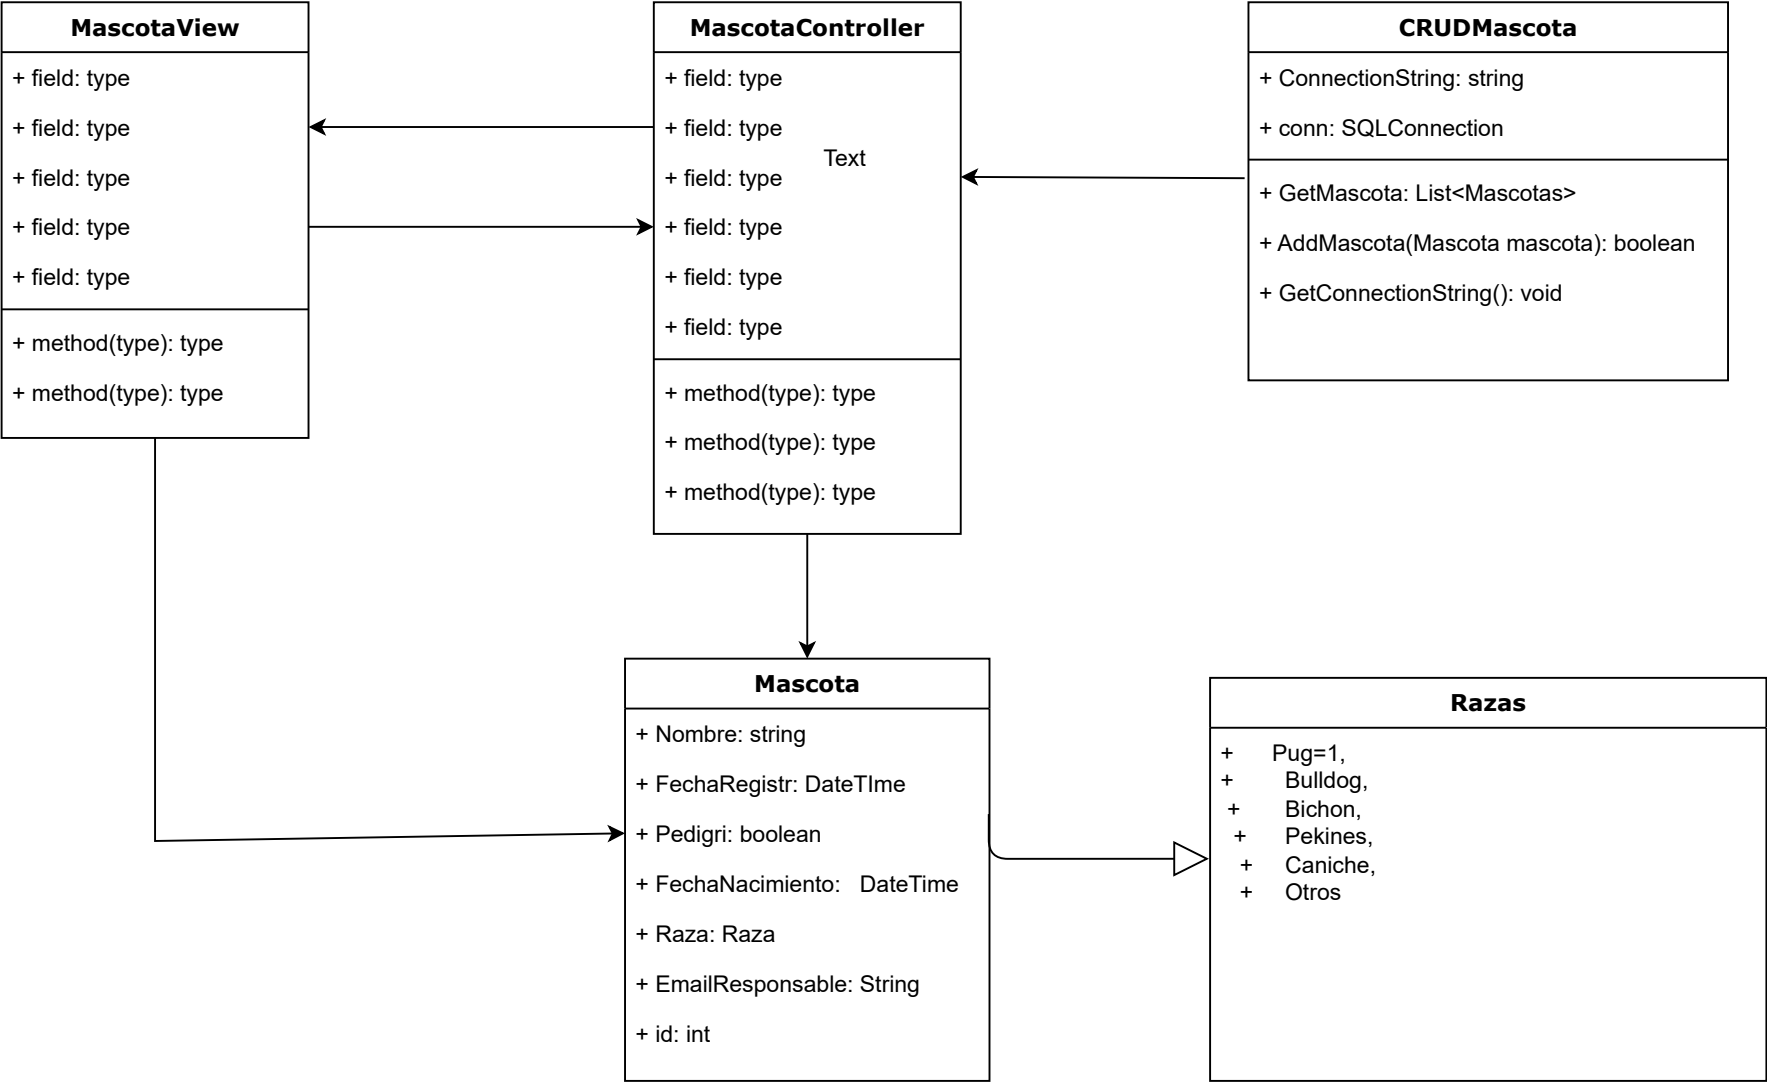 MascotaView
+ field: type
+ field: type
+ field: type
+ field: type
+ field: type
+ method(type): type
+ method(type): type
MascotaController
+ field: type
+ field: type
Text
+ field: type
+ field: type
+ field: type
+ field: type
+ method(type): type
+ method(type): type
+ method(type): type
CRUDMascota
+ ConnectionString: string
+ conn: SQLConnection
+ GetMascota: List<Mascotas>
+ AddMascota(Mascota mascota): boolean
+ GetConnectionString(): void
Mascota
+ Nombre: string
+ FechaRegistr: DateTIme
+ Pedigri: boolean
+ FechaNacimiento: DateTime
+ Raza: Raza
+ EmailResponsable: String
+ id: int
Razas
+ Pug=1,
+ Bulldog,
+ Bichon,
+ Pekines,
+ Caniche,
+ Otros